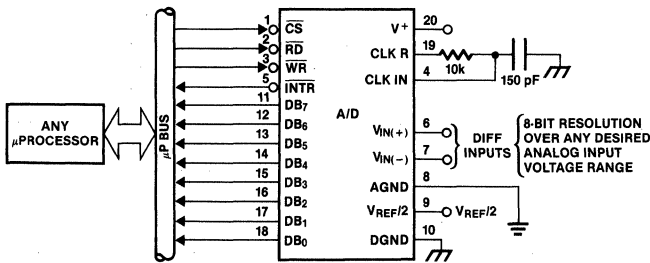 ANY
μPROCESSOR
μP BUS
1 CS
2 RD
3 WR
5 INTR
11 DB7
12 DB6
13 DB5
14 DB4
15 DB3
16 DB2
17 DB1
18 DB0
A/D
V+ 20
CLK R 19
10k
CLK IN 4
150 pF
VIN(+) 6
VIN(−) 7
DIFF
INPUTS
8-BIT RESOLUTION
OVER ANY DESIRED
ANALOG INPUT
VOLTAGE RANGE
AGND 8
VREF/2 9 VREF/2
DGND 10